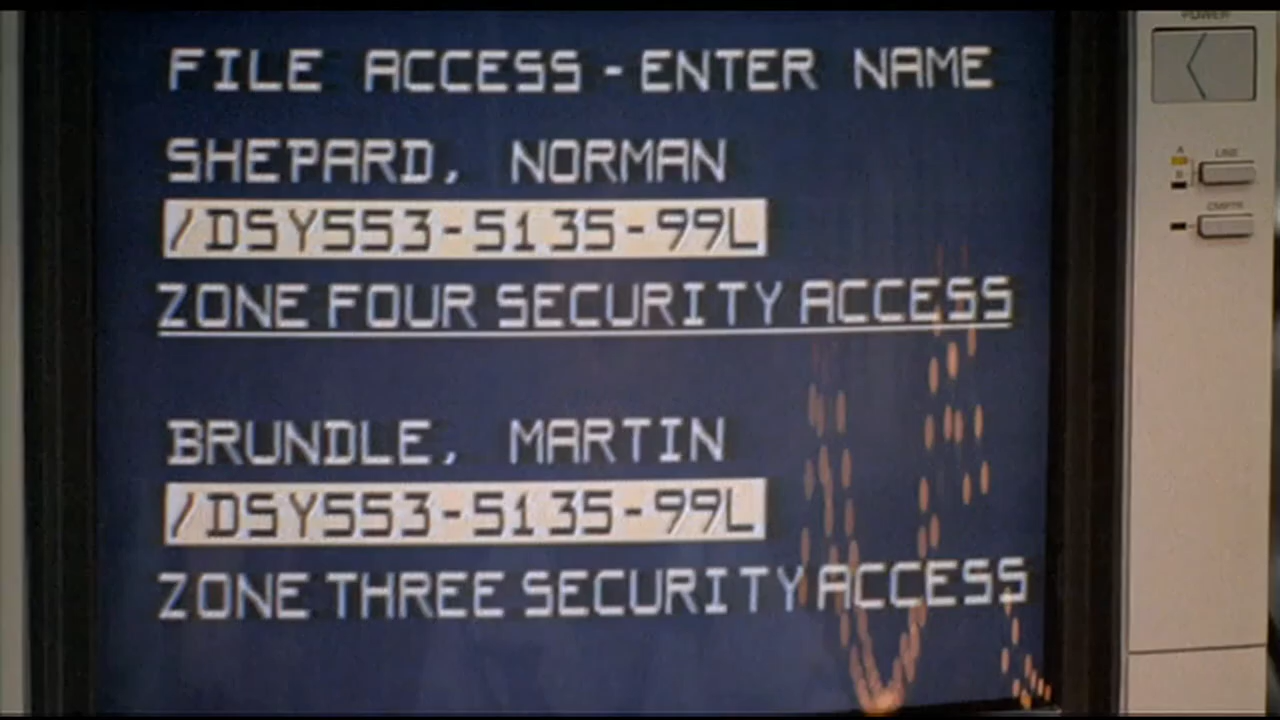 FILE ACCESS - ENTER NAME
SHEPARD, NORMAN
/DSY553-5135-99L
ZONE FOUR SECURITY ACCESS
BRUNDLE, MARTIN
/DSY553-5135-99L
ZONE THREE SECURITY ACCESS
POWER
A
B